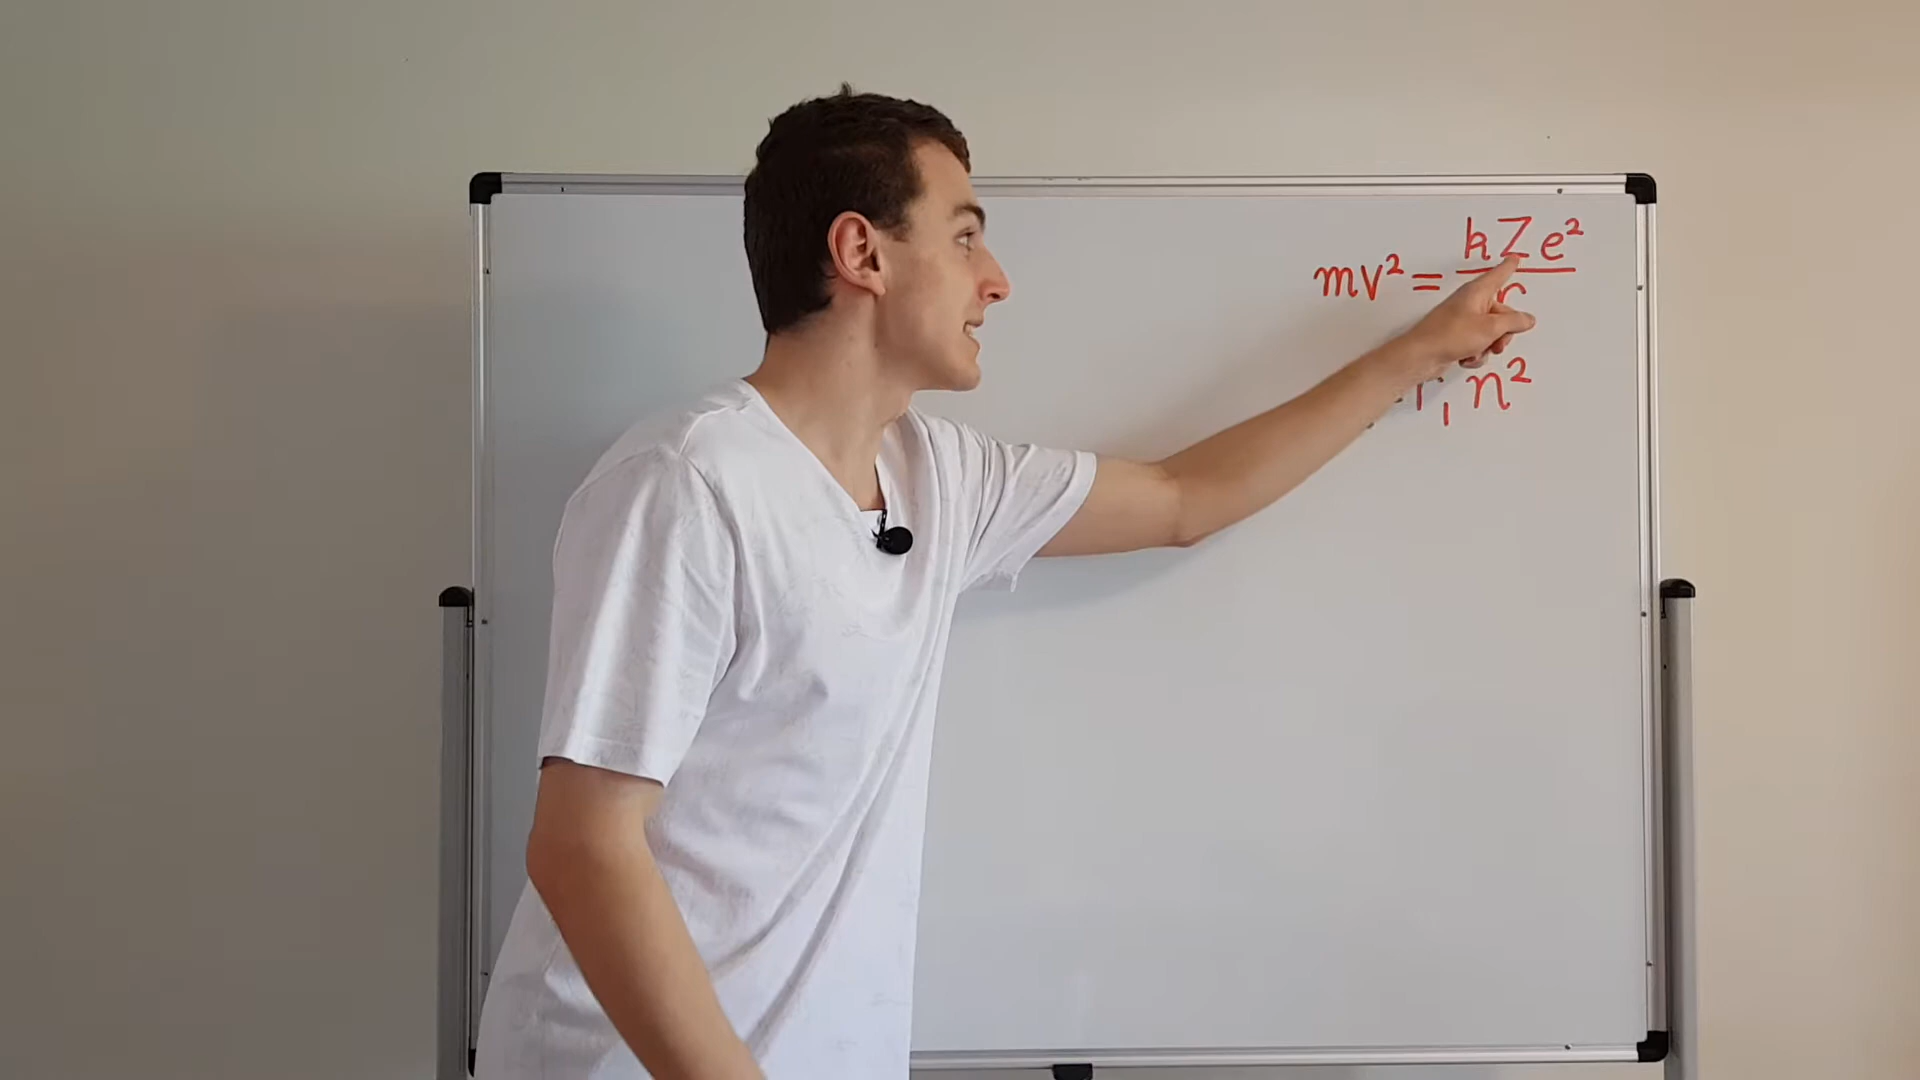 mv² = kZe²/r
r₁n²